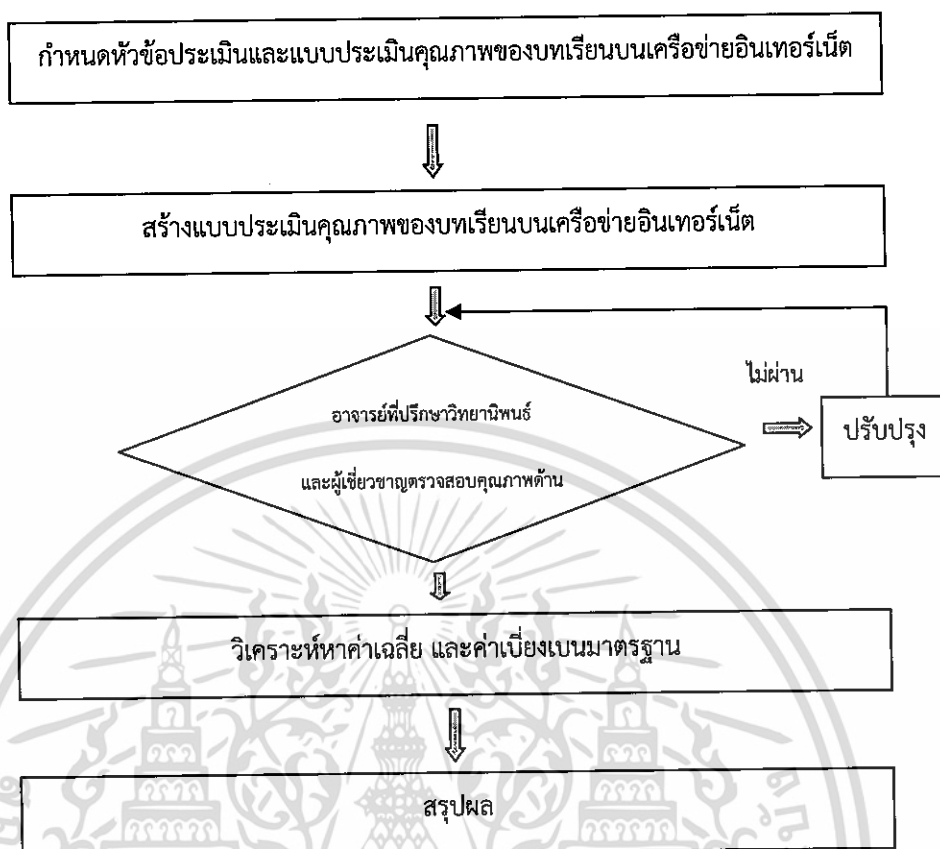 กำหนดหัวข้อประเมินและแบบประเมินคุณภาพของบทเรียนบนเครือข่ายอินเทอร์เน็ต
สร้างแบบประเมินคุณภาพของบทเรียนบนเครือข่ายอินเทอร์เน็ต
ไม่ผ่าน
อาจารย์ที่ปรึกษาวิทยานิพนธ์
ปรับปรุง
และผู้เชี่ยวชาญตรวจสอบคุณภาพด้าน
วิเคราะห์หาค่าเฉลี่ย และค่าเบี่ยงเบนมาตรฐาน
สรุปผล